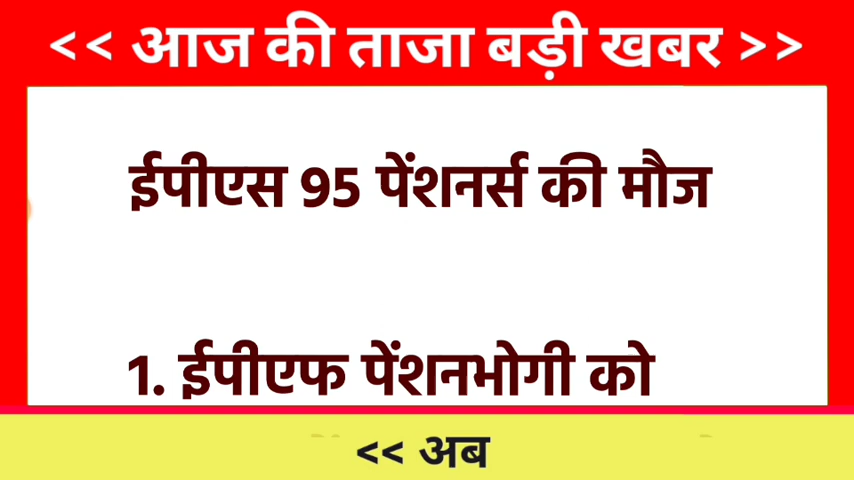 << आज की ताजा बड़ी खबर >>
ईपीएस 95 पेंशनर्स की मौज
1. ईपीएफ पेंशनभोगी को
<< अब